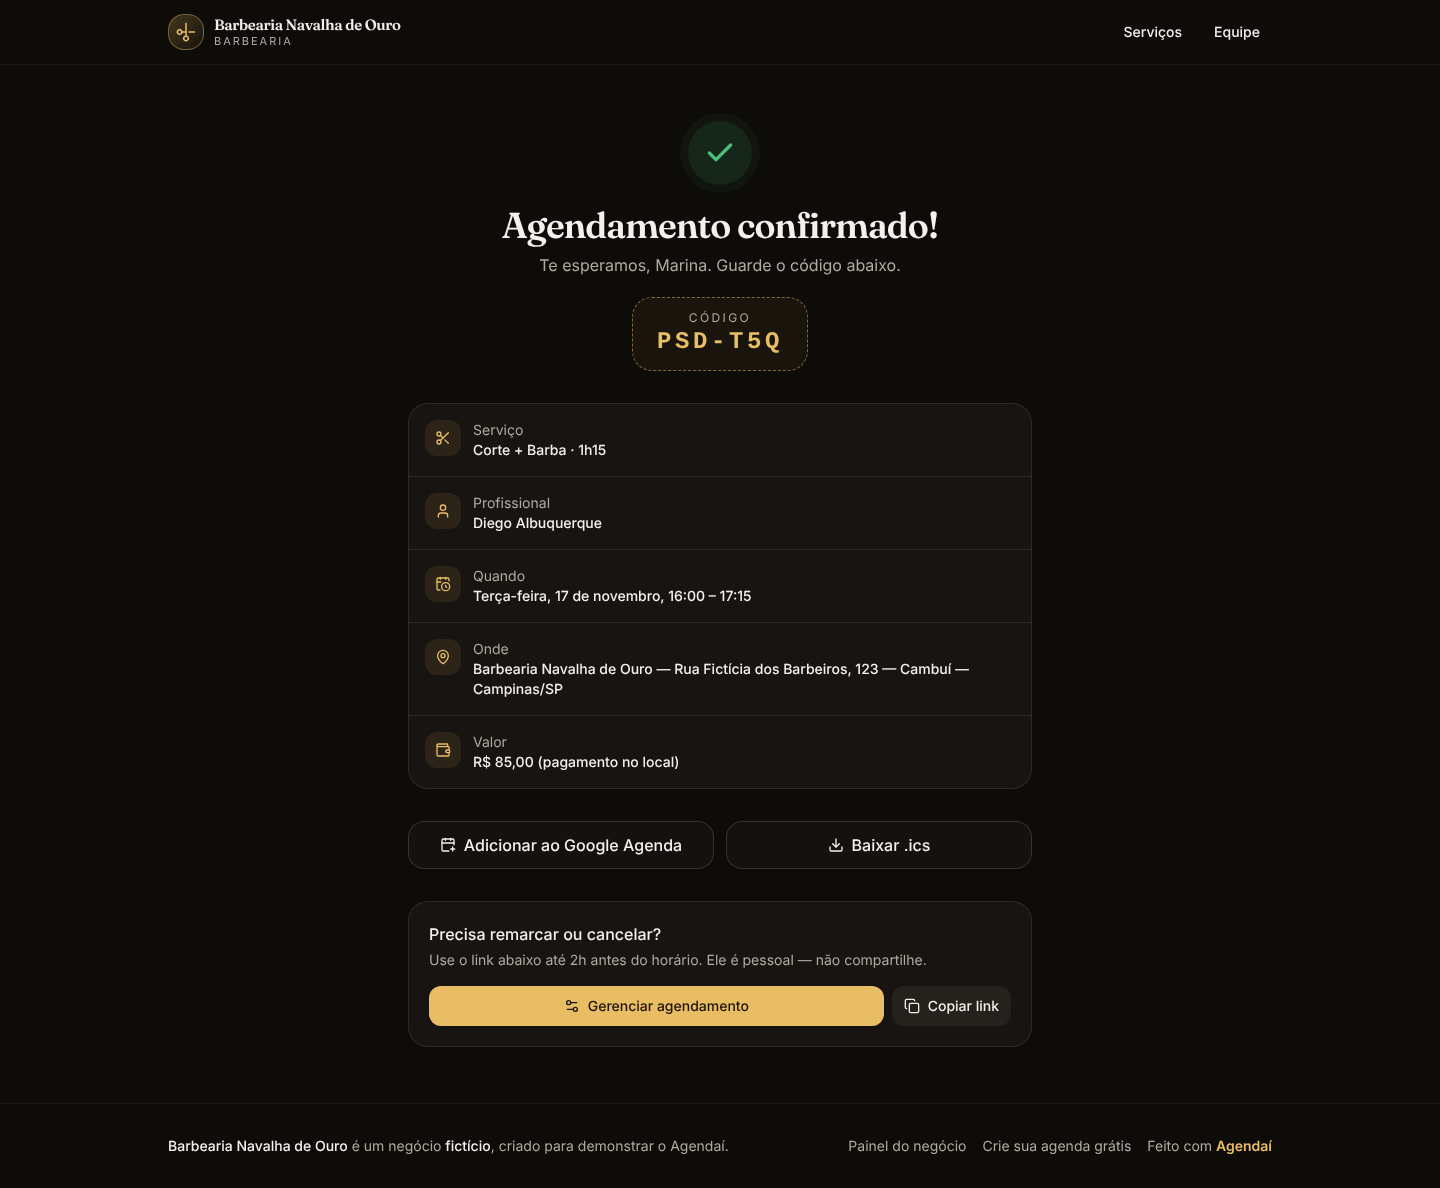 Barbearia Navalha de Ouro
BARBEARIA
Serviços
Equipe
Agendamento confirmado!
Te esperamos, Marina. Guarde o código abaixo.
CÓDIGO
PSD-T5Q
Serviço
Corte + Barba · 1h15
Profissional
Diego Albuquerque
Quando
Terça-feira, 17 de novembro, 16:00 – 17:15
Onde
Barbearia Navalha de Ouro — Rua Fictícia dos Barbeiros, 123 — Cambuí —
Campinas/SP
Valor
R$ 85,00 (pagamento no local)
Adicionar ao Google Agenda
Baixar .ics
Precisa remarcar ou cancelar?
Use o link abaixo até 2h antes do horário. Ele é pessoal — não compartilhe.
Gerenciar agendamento
Copiar link
Barbearia Navalha de Ouro é um negócio fictício, criado para demonstrar o Agendaí.
Painel do negócio
Crie sua agenda grátis
Feito com Agendaí